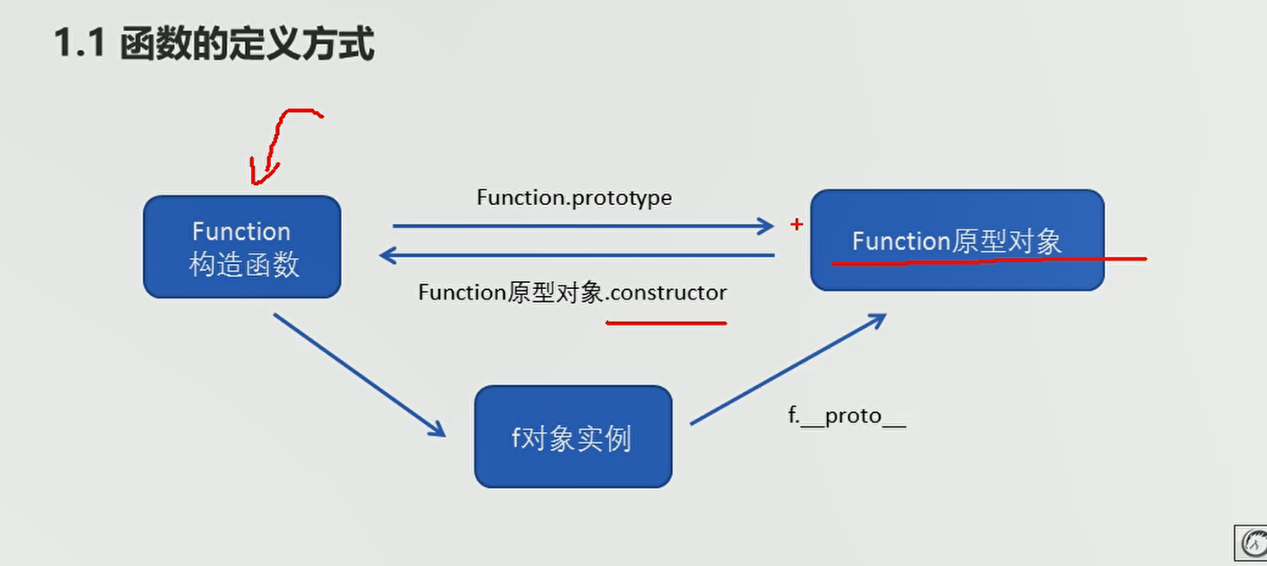 1.1 函数的定义方式
Function.prototype
Function
构造函数
Function原型对象
Function原型对象.constructor
f对象实例
f.__proto__